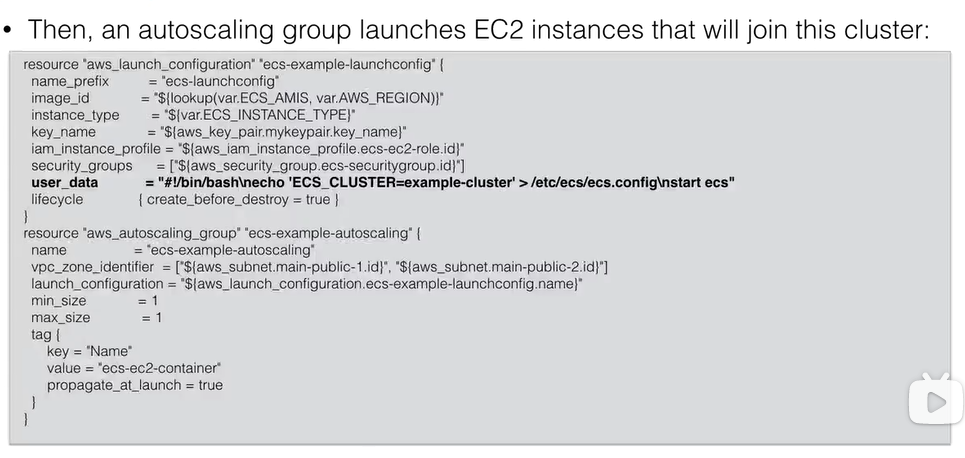 • Then, an autoscaling group launches EC2 instances that will join this cluster:
resource "aws_launch_configuration" "ecs-example-launchconfig" {
name_prefix = "ecs-launchconfig"
image_id = "${lookup(var.ECS_AMIS, var.AWS_REGION)}"
instance_type = "${var.ECS_INSTANCE_TYPE}"
key_name = "${aws_key_pair.mykeypair.key_name}"
iam_instance_profile = "${aws_iam_instance_profile.ecs-ec2-role.id}"
security_groups = ["${aws_security_group.ecs-securitygroup.id}"]
user_data = "#!/bin/bash\necho 'ECS_CLUSTER=example-cluster' > /etc/ecs/ecs.config\nstart ecs"
lifecycle { create_before_destroy = true }
}
resource "aws_autoscaling_group" "ecs-example-autoscaling" {
name = "ecs-example-autoscaling"
vpc_zone_identifier = ["${aws_subnet.main-public-1.id}", "${aws_subnet.main-public-2.id}"]
launch_configuration = "${aws_launch_configuration.ecs-example-launchconfig.name}"
min_size = 1
max_size = 1
tag {
key = "Name"
value = "ecs-ec2-container"
propagate_at_launch = true
}
}